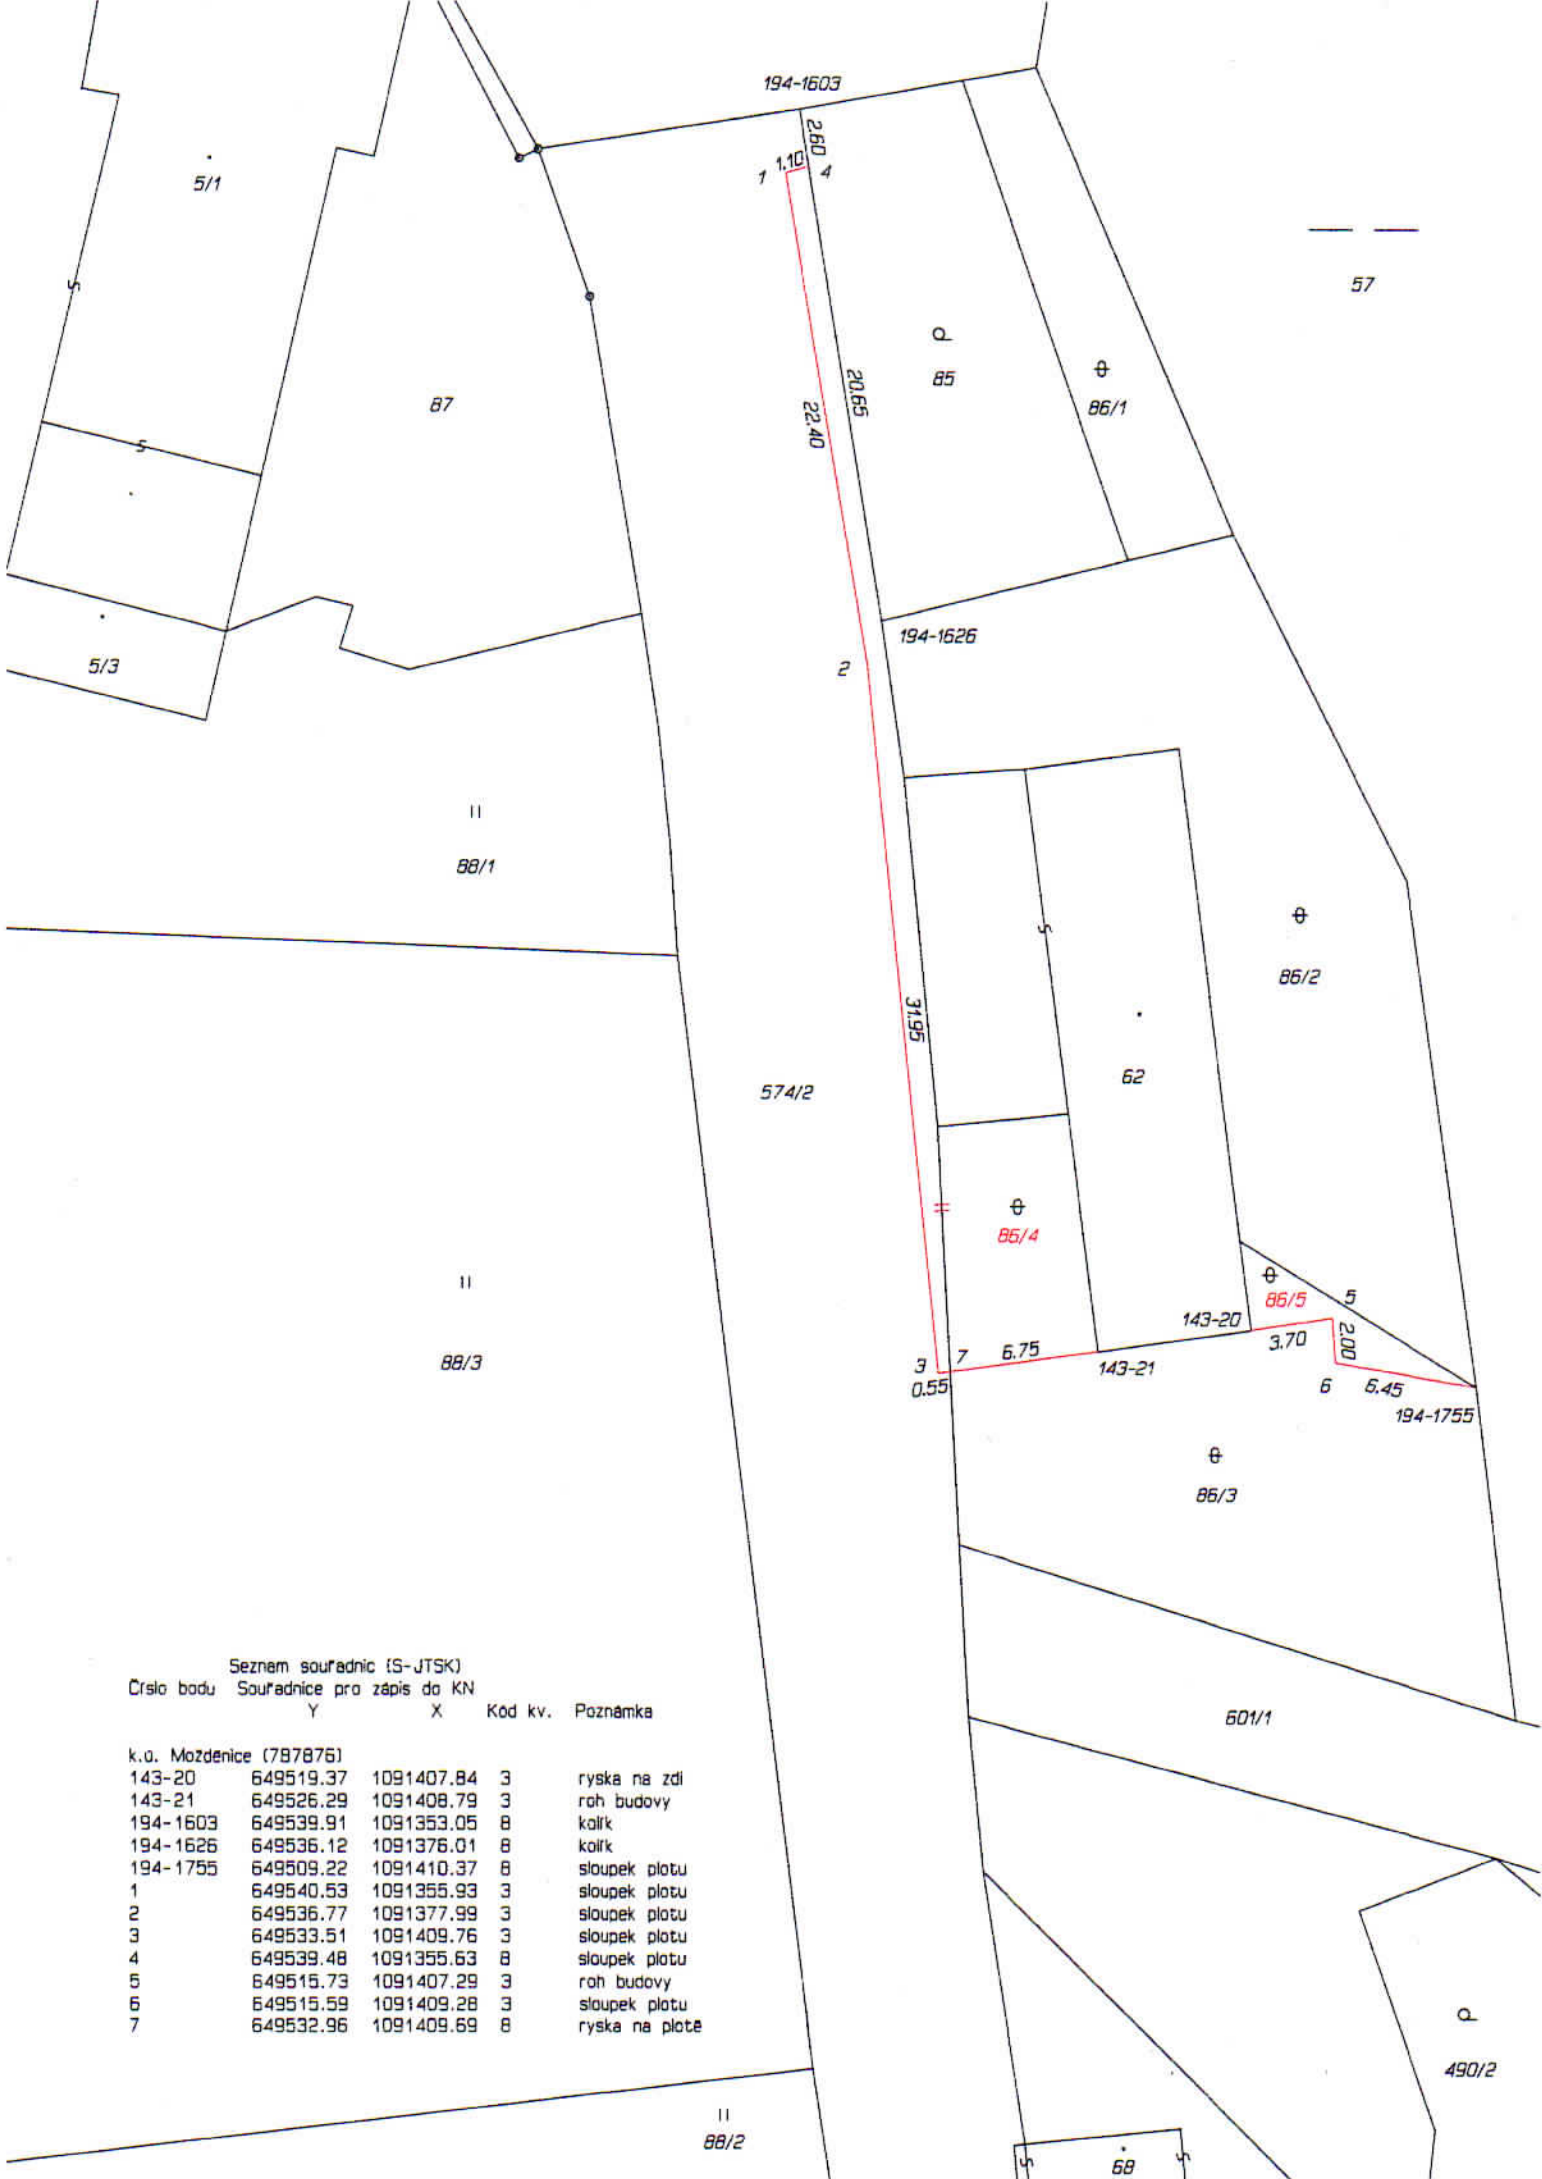 194-1603
2.60
1.10
1
4
5/1
57
85
20.65
22.40
86/1
87
194-1626
2
5/3
88/1
86/2
31.95
62
574/2
86/4
86/5
5
143-20
2.00
3.70
88/3
3
7
6.75
143-21
0.55
6
6.45
194-1755
86/3
601/1
490/2
88/2
68
Seznam souřadnic (S-JTSK)
Číslo bodu Souřadnice pro zápis do KN
Y X Kód kv. Poznámka
k.ú. Mozděnice (787876)
143-20 649519.37 1091407.84 3 ryska na zdi
143-21 649526.29 1091408.79 3 roh budovy
194-1603 649539.91 1091353.05 8 kolík
194-1626 649536.12 1091376.01 8 kolík
194-1755 649509.22 1091410.37 8 sloupek plotu
1 649540.53 1091355.93 3 sloupek plotu
2 649536.77 1091377.99 3 sloupek plotu
3 649533.51 1091409.76 3 sloupek plotu
4 649539.48 1091355.63 8 sloupek plotu
5 649515.73 1091407.29 3 roh budovy
6 649515.59 1091409.28 3 sloupek plotu
7 649532.96 1091409.69 8 ryska na plotě